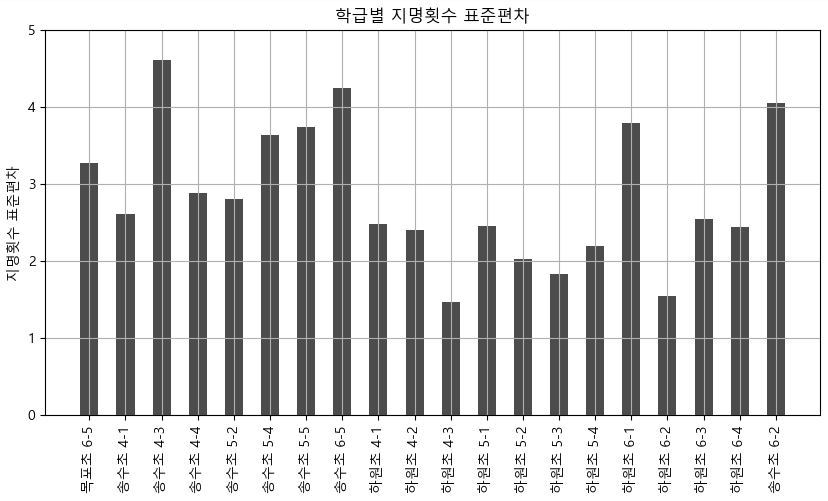 학급별 지명횟수 표준편차
지명횟수 표준편차
5
4
3
2
1
0
목포초 6-5
송수초 4-1
송수초 4-3
송수초 4-4
송수초 5-2
송수초 5-4
송수초 5-5
송수초 6-5
하원초 4-1
하원초 4-2
하원초 4-3
하원초 5-1
하원초 5-2
하원초 5-3
하원초 5-4
하원초 6-1
하원초 6-2
하원초 6-3
하원초 6-4
송수초 6-2